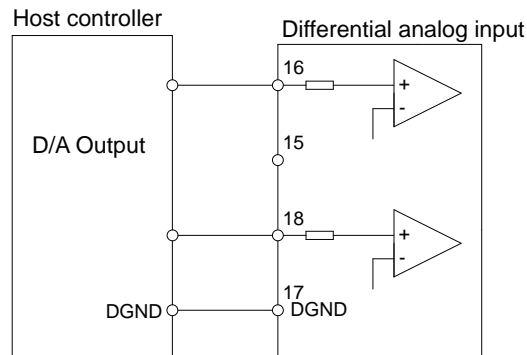 Host controller
Differential analog input
16
+
-
D/A Output
15
18
+
-
17
DGND
DGND